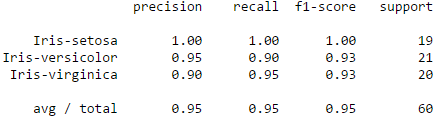 precision recall f1-score support
Iris-setosa 1.00 1.00 1.00 19
Iris-versicolor 0.95 0.90 0.93 21
Iris-virginica 0.90 0.95 0.93 20
avg / total 0.95 0.95 0.95 60